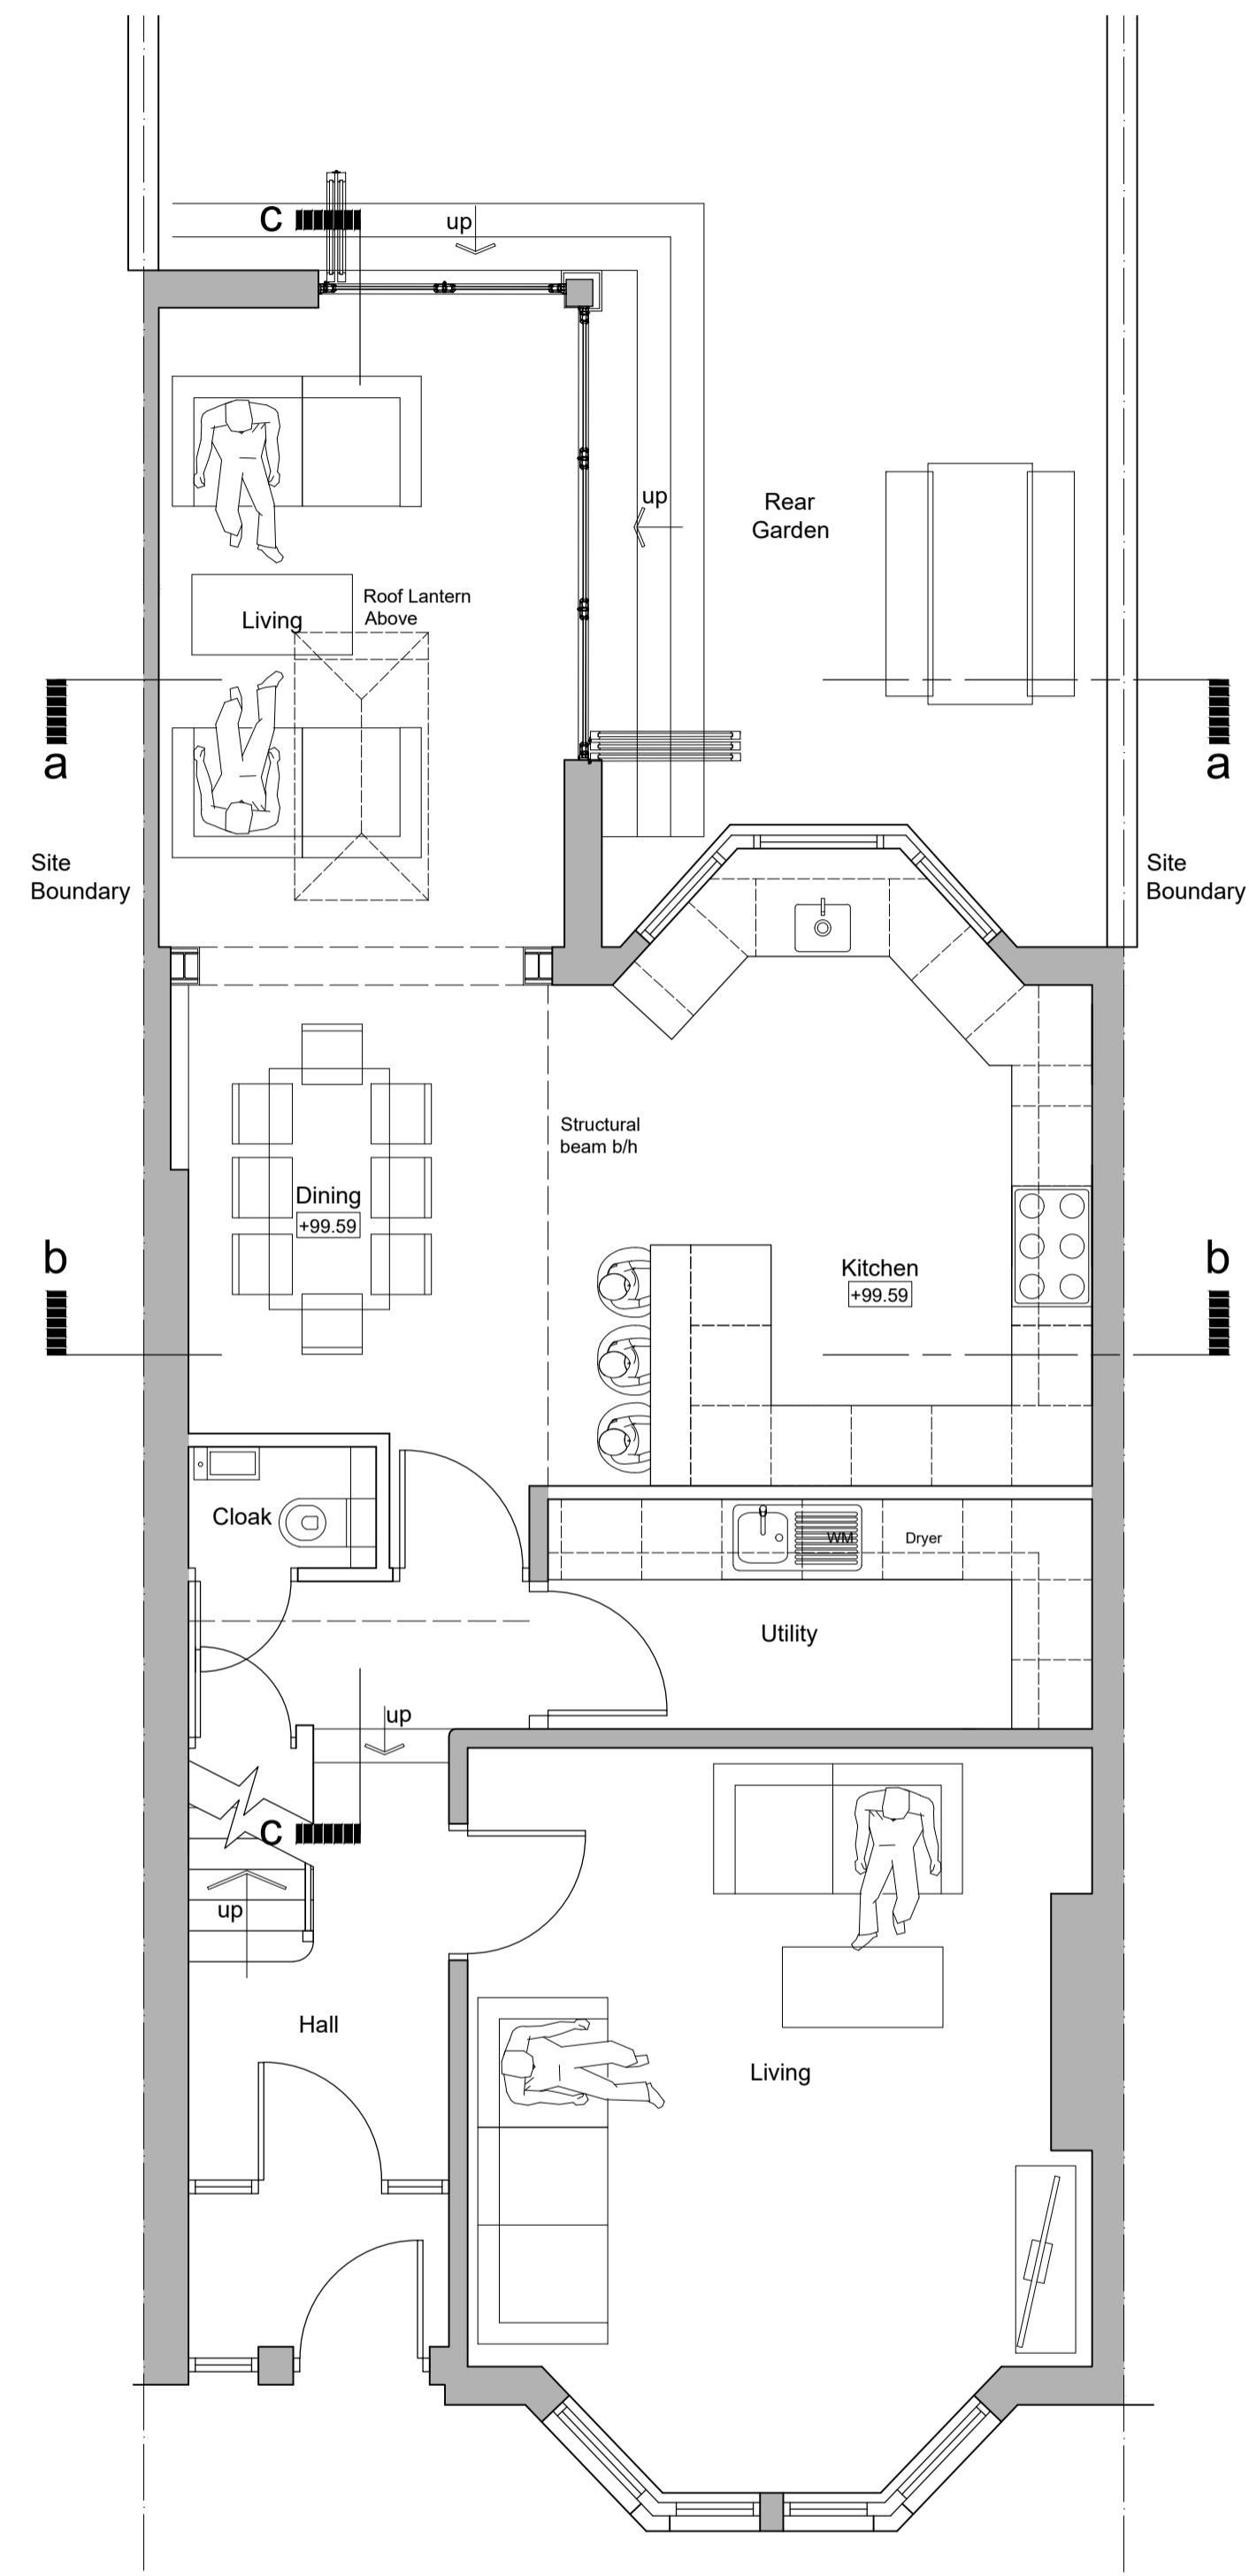 c
up
up
Rear
Garden
Roof Lantern
Above
Living
a
a
Site
Boundary
Site
Boundary
Structural
beam b/h
Dining
+99.59
b
b
Kitchen
+99.59
Cloak
WM
Dryer
Utility
up
c
up
Hall
Living